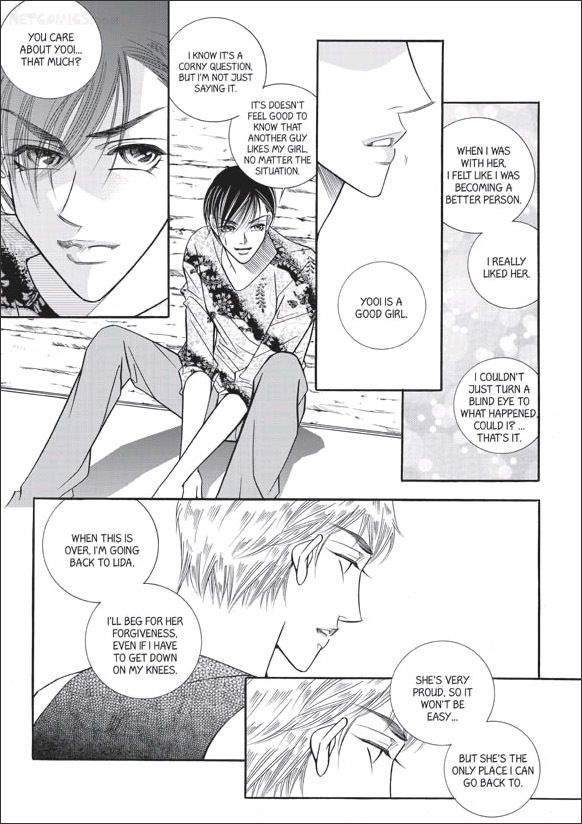 NETCOMICS.COM
YOU CARE
ABOUT YOOI...
THAT MUCH?
I KNOW IT'S A
CORNY QUESTION,
BUT I'M NOT JUST
SAYING IT.
IT'S DOESN'T
FEEL GOOD TO
KNOW THAT
ANOTHER GUY
LIKES MY GIRL,
NO MATTER THE
SITUATION.
YOOI IS A
GOOD GIRL.
WHEN I WAS
WITH HER,
I FELT LIKE I WAS
BECOMING A
BETTER PERSON.
I REALLY
LIKED HER.
I COULDN'T
JUST TURN A
BLIND EYE TO
WHAT HAPPENED,
COULD I? ...
THAT'S IT.
WHEN THIS IS
OVER, I'M GOING
BACK TO LIDA.
I'LL BEG FOR HER
FORGIVENESS,
EVEN IF I HAVE
TO GET DOWN
ON MY KNEES.
SHE'S VERY
PROUD, SO IT
WON'T BE
EASY...
BUT SHE'S THE
ONLY PLACE I CAN
GO BACK TO.